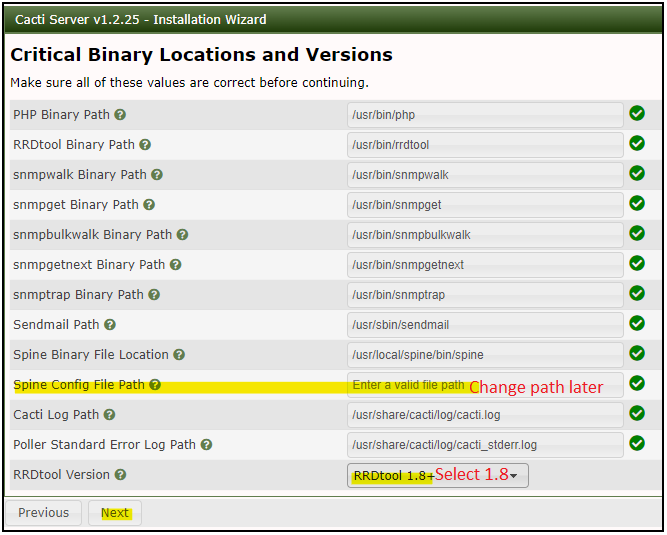 Cacti Server v1.2.25 - Installation Wizard
Critical Binary Locations and Versions
Make sure all of these values are correct before continuing.
PHP Binary Path /usr/bin/php
RRDtool Binary Path /usr/bin/rrdtool
snmpwalk Binary Path /usr/bin/snmpwalk
snmpget Binary Path /usr/bin/snmpget
snmpbulkwalk Binary Path /usr/bin/snmpbulkwalk
snmpgetnext Binary Path /usr/bin/snmpgetnext
snmptrap Binary Path /usr/bin/snmptrap
Sendmail Path /usr/sbin/sendmail
Spine Binary File Location /usr/local/spine/bin/spine
Spine Config File Path Enter a valid file path Change path later
Cacti Log Path /usr/share/cacti/log/cacti.log
Poller Standard Error Log Path /usr/share/cacti/log/cacti_stderr.log
RRDtool Version RRDtool 1.8+ Select 1.8
Previous Next